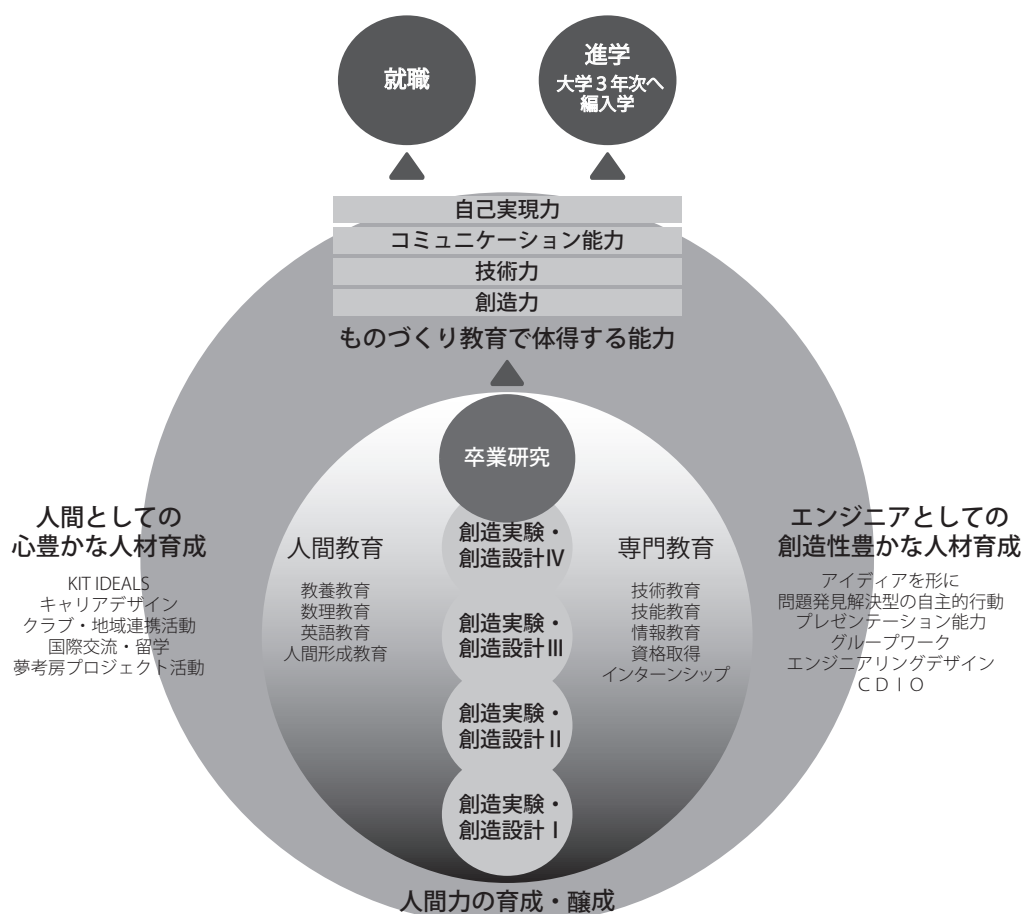 就職
進学
大学３年次へ
編入学
自己実現力
コミュニケーション能力
技術力
創造力
ものづくり教育で体得する能力
卒業研究
人間としての
心豊かな人材育成
KIT IDEALS
キャリアデザイン
クラブ・地域連携活動
国際交流・留学
夢考房プロジェクト活動
人間教育
教養教育
数理教育
英語教育
人間形成教育
創造実験・
創造設計Ⅳ
創造実験・
創造設計Ⅲ
創造実験・
創造設計Ⅱ
創造実験・
創造設計Ⅰ
専門教育
技術教育
技能教育
情報教育
資格取得
インターンシップ
エンジニアとしての
創造性豊かな人材育成
アイディアを形に
問題発見解決型の自主的行動
プレゼンテーション能力
グループワーク
エンジニアリングデザイン
ＣＤＩＯ
人間力の育成・醸成